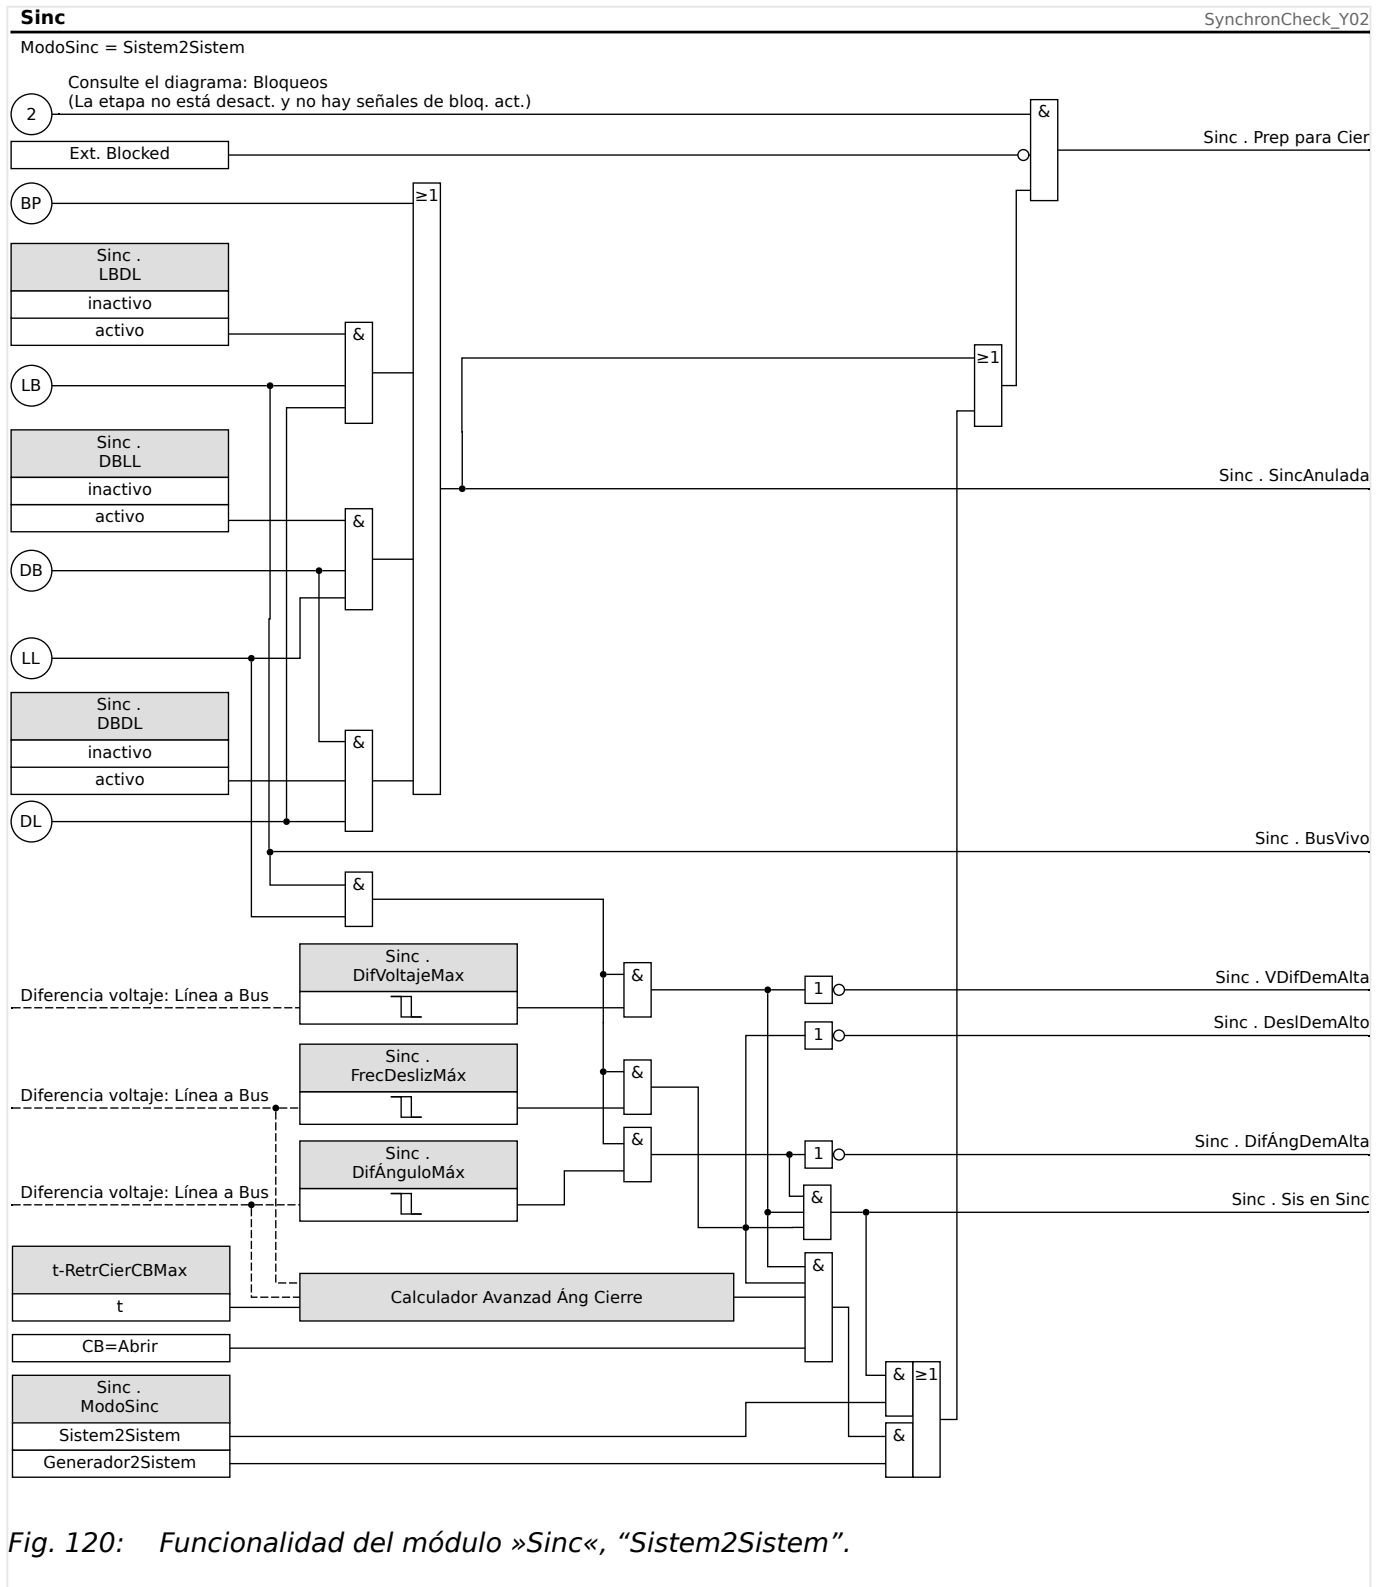 Sinc
SynchronCheck_Y02
ModoSinc = Sistem2Sistem
Consulte el diagrama: Bloqueos
(La etapa no está desact. y no hay señales de bloq. act.)
2
&
Sinc . Prep para Cier
Ext. Blocked
BP
≥1
Sinc .
LBDL
inactivo
activo
&
≥1
LB
Sinc .
DBLL
inactivo
activo
&
Sinc . SincAnulada
DB
LL
Sinc .
DBDL
inactivo
activo
&
DL
Sinc . BusVivo
&
Sinc .
DifVoltajeMax
Diferencia voltaje: Línea a Bus
&
1
Sinc . VDifDemAlta
1
Sinc . DeslDemAlto
Sinc .
FrecDeslizMáx
Diferencia voltaje: Línea a Bus
&
&
1
Sinc . DifÁngDemAlta
Sinc .
DifÁnguloMáx
Diferencia voltaje: Línea a Bus
&
Sinc . Sis en Sinc
t-RetrCierCBMax
t
Calculador Avanzad Áng Cierre
&
CB=Abrir
Sinc .
ModoSinc
Sistem2Sistem
Generador2Sistem
&
≥1
&
Fig. 120: Funcionalidad del módulo »Sinc«, “Sistem2Sistem”.